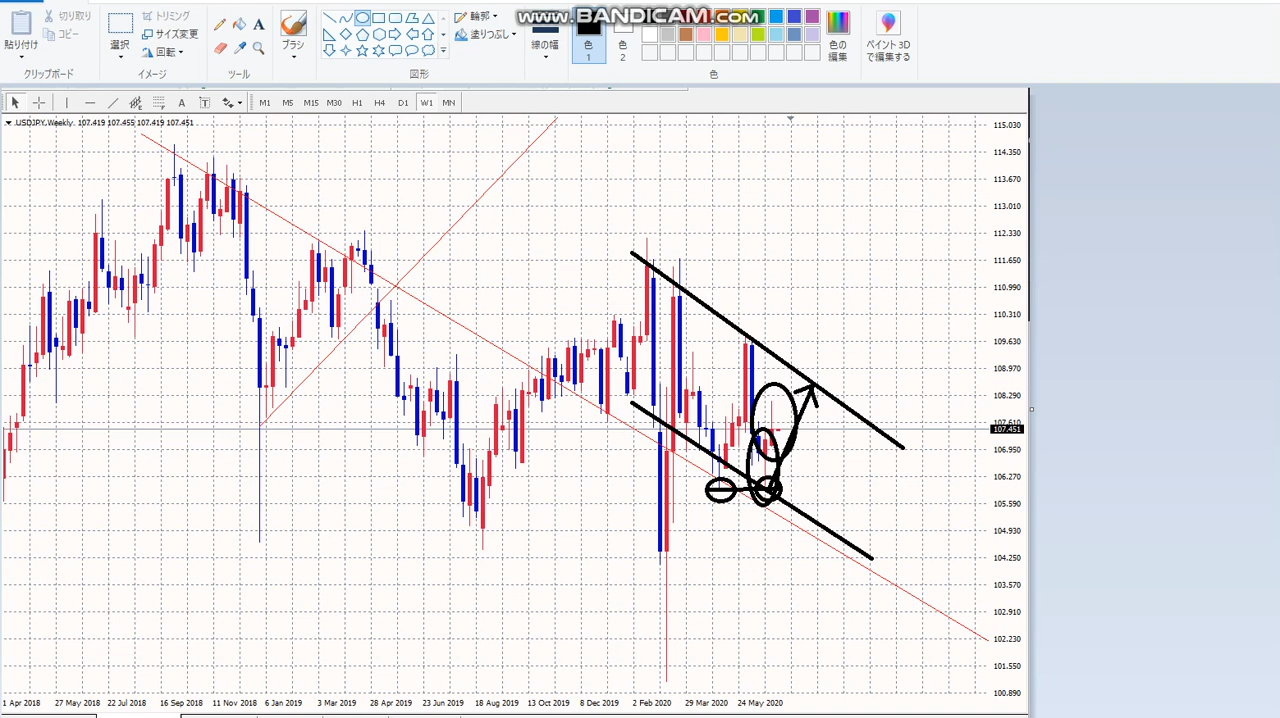 www.BANDICAM.com
貼り付け
切り取り
コピー
クリップボード
選択
トリミング
サイズ変更
回転
イメージ
A
ツール
ブラシ
輪郭
塗りつぶし
図形
線の幅
色
1
色
2
色の
編集
色
ペイント 3D
で編集する
A T M1 M5 M15 M30 H1 H4 D1 W1 MN
USDJPY,Weekly 107.419 107.455 107.419 107.451
115.030
114.350
113.670
113.010
112.330
111.650
110.990
110.310
109.630
108.970
108.290
107.610
107.451
106.950
106.270
105.590
104.930
104.250
103.570
102.910
102.230
101.550
100.890
1 Apr 2018 27 May 2018 22 Jul 2018 16 Sep 2018 11 Nov 2018 6 Jan 2019 3 Mar 2019 28 Apr 2019 23 Jun 2019 18 Aug 2019 13 Oct 2019 8 Dec 2019 2 Feb 2020 29 Mar 2020 24 May 2020